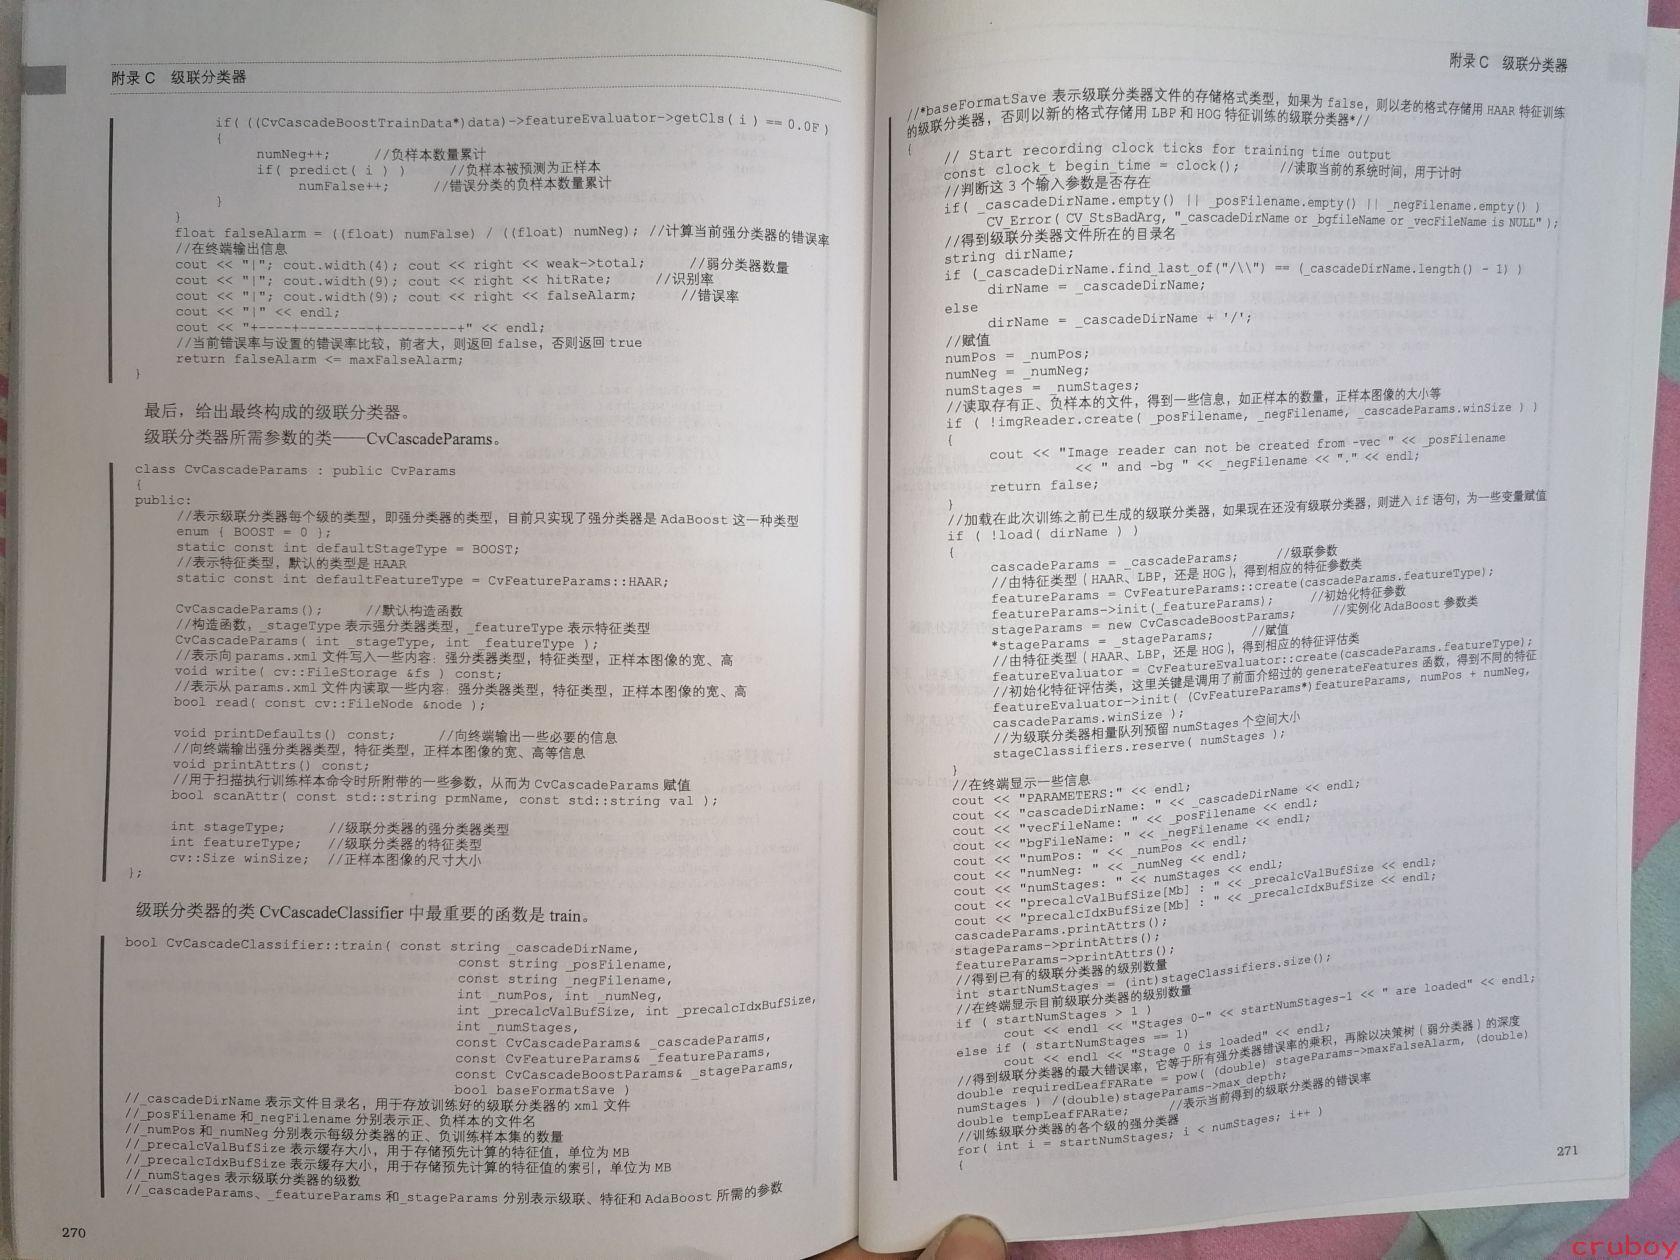 附录 C　级联分类器
if( ((CvCascadeBoostTrainData*)data)->featureEvaluator->getCls( i ) == 0.0F )
{
numNeg++;　　//负样本数量累计
if( predict( i ) )　　//负样本被预测为正样本
numFalse++;　　//错误分类的负样本数量累计
}
}
float falseAlarm = ((float) numFalse) / ((float) numNeg); //计算当前强分类器的错误率
//在终端输出信息
cout << "|"; cout.width(4); cout << right << weak->total;　　//弱分类器数量
cout << "|"; cout.width(9); cout << right << hitRate;　　//识别率
cout << "|"; cout.width(9); cout << right << falseAlarm;　　//错误率
cout << "|" << endl;
cout << "+----+---------+---------+" << endl;
//当前错误率与设置的错误率比较，前者大，则返回 false，否则返回 true
return falseAlarm <= maxFalseAlarm;
}
最后，给出最终构成的级联分类器。
级联分类器所需参数的类——CvCascadeParams。
class CvCascadeParams : public CvParams
{
public:
//表示级联分类器每个级的类型，即强分类器的类型，目前只实现了强分类器是 AdaBoost 这一种类型
enum { BOOST = 0 };
static const int defaultStageType = BOOST;
//表示特征类型，默认的类型是 HAAR
static const int defaultFeatureType = CvFeatureParams::HAAR;
CvCascadeParams();　　//默认构造函数
//构造函数，_stageType 表示强分类器类型，_featureType 表示特征类型
CvCascadeParams( int _stageType, int _featureType );
//表示向 params.xml 文件写入一些内容：强分类器类型，特征类型，正样本图像的宽、高
void write( cv::FileStorage &fs ) const;
//表示从 params.xml 文件内读取一些内容：强分类器类型，特征类型，正样本图像的宽、高
bool read( const cv::FileNode &node );
void printDefaults() const;　　//向终端输出一些必要的信息
//向终端输出强分类器类型，特征类型，正样本图像的宽、高等信息
void printAttrs() const;
//用于扫描执行训练样本命令时所附带的一些参数，从而为 CvCascadeParams 赋值
bool scanAttr( const std::string prmName, const std::string val );
int stageType;　　//级联分类器的强分类器类型
int featureType;　　//级联分类器的特征类型
cv::Size winSize;　　//正样本图像的尺寸大小
};
级联分类器的类 CvCascadeClassifier 中最重要的函数是 train。
bool CvCascadeClassifier::train( const string _cascadeDirName,
const string _posFilename,
const string _negFilename,
int _numPos, int _numNeg,
int _precalcValBufSize, int _precalcIdxBufSize,
int _numStages,
const CvCascadeParams& _cascadeParams,
const CvFeatureParams& _featureParams,
const CvCascadeBoostParams& _stageParams,
bool baseFormatSave )
//_cascadeDirName 表示文件目录名，用于存放训练好的级联分类器的 xml 文件
//_posFilename 和_negFilename 分别表示正、负样本的文件名
//_numPos 和_numNeg 分别表示每级分类器的正、负训练样本集的数量
//_precalcValBufSize 表示缓存大小，用于存储预先计算的特征值，单位为 MB
//_precalcIdxBufSize 表示缓存大小，用于存储预先计算的特征值的索引，单位为 MB
//_numStages 表示级联分类器的级数
//_cascadeParams、_featureParams 和_stageParams 分别表示级联、特征和 AdaBoost 所需的参数
270
附录 C　级联分类器
//*baseFormatSave 表示级联分类器文件的存储格式类型，如果为 false，则以老的格式存储用 HAAR 特征训练
的级联分类器，否则以新的格式存储用 LBP 和 HOG 特征训练的级联分类器*//
{
// Start recording clock ticks for training time output
const clock_t begin_time = clock();　　//读取当前的系统时间，用于计时
//判断这 3 个输入参数是否存在
if( _cascadeDirName.empty() || _posFilename.empty() || _negFilename.empty() )
CV_Error( CV_StsBadArg, "_cascadeDirName or _bgfileName or _vecFileName is NULL" );
//得到级联分类器文件所在的目录名
string dirName;
if (_cascadeDirName.find_last_of("/\\") == (_cascadeDirName.length() - 1) )
dirName = _cascadeDirName;
else
dirName = _cascadeDirName + '/';
//赋值
numPos = _numPos;
numNeg = _numNeg;
numStages = _numStages;
//读取存有正、负样本的文件，得到一些信息，如正样本的数量，正样本图像的大小等
if ( !imgReader.create( _posFilename, _negFilename, _cascadeParams.winSize ) )
{
cout << "Image reader can not be created from -vec " << _posFilename
<< " and -bg " << _negFilename << "." << endl;
return false;
}
//加载在此次训练之前已生成的级联分类器，如果现在还没有级联分类器，则进入 if 语句，为一些变量赋值
if ( !load( dirName ) )
{
cascadeParams = _cascadeParams;　　//级联参数
//由特征类型（HAAR、LBP，还是 HOG），得到相应的特征参数类
featureParams = CvFeatureParams::create(cascadeParams.featureType);
featureParams->init(_featureParams);　　//初始化特征参数
stageParams = new CvCascadeBoostParams;　　//实例化 AdaBoost 参数类
*stageParams = _stageParams;　　//赋值
//由特征类型（HAAR、LBP，还是 HOG），得到相应的特征评估类
featureEvaluator = CvFeatureEvaluator::create(cascadeParams.featureType);
//初始化特征评估类，这里关键是调用了前面介绍过的 generateFeatures 函数，得到不同的特征
featureEvaluator->init( (CvFeatureParams*)featureParams, numPos + numNeg,
cascadeParams.winSize );
//为级联分类器相量队列预留 numStages 个空间大小
stageClassifiers.reserve( numStages );
}
//在终端显示一些信息
cout << "PARAMETERS:" << endl;
cout << "cascadeDirName: " << _cascadeDirName << endl;
cout << "vecFileName: " << _posFilename << endl;
cout << "bgFileName: " << _negFilename << endl;
cout << "numPos: " << _numPos << endl;
cout << "numNeg: " << _numNeg << endl;
cout << "numStages: " << numStages << endl;
cout << "precalcValBufSize[Mb] : " << _precalcValBufSize << endl;
cout << "precalcIdxBufSize[Mb] : " << _precalcIdxBufSize << endl;
cascadeParams.printAttrs();
stageParams->printAttrs();
featureParams->printAttrs();
//得到已有的级联分类器的级别数量
int startNumStages = (int)stageClassifiers.size();
//在终端显示目前级联分类器的级别数量
if ( startNumStages > 1 )
cout << endl << "Stages 0-" << startNumStages-1 << " are loaded" << endl;
else if ( startNumStages == 1)
cout << endl << "Stage 0 is loaded" << endl;
//得到级联分类器的最大错误率，它等于所有强分类器错误率的乘积，再除以决策树（弱分类器）的深度
double requiredLeafFARate = pow( (double) stageParams->maxFalseAlarm, (double)
numStages ) /(double)stageParams->max_depth;
double tempLeafFARate;　　//表示当前得到的级联分类器的错误率
//训练级联分类器的各个级的强分类器
for( int i = startNumStages; i < numStages; i++ )
{
271
cruboy